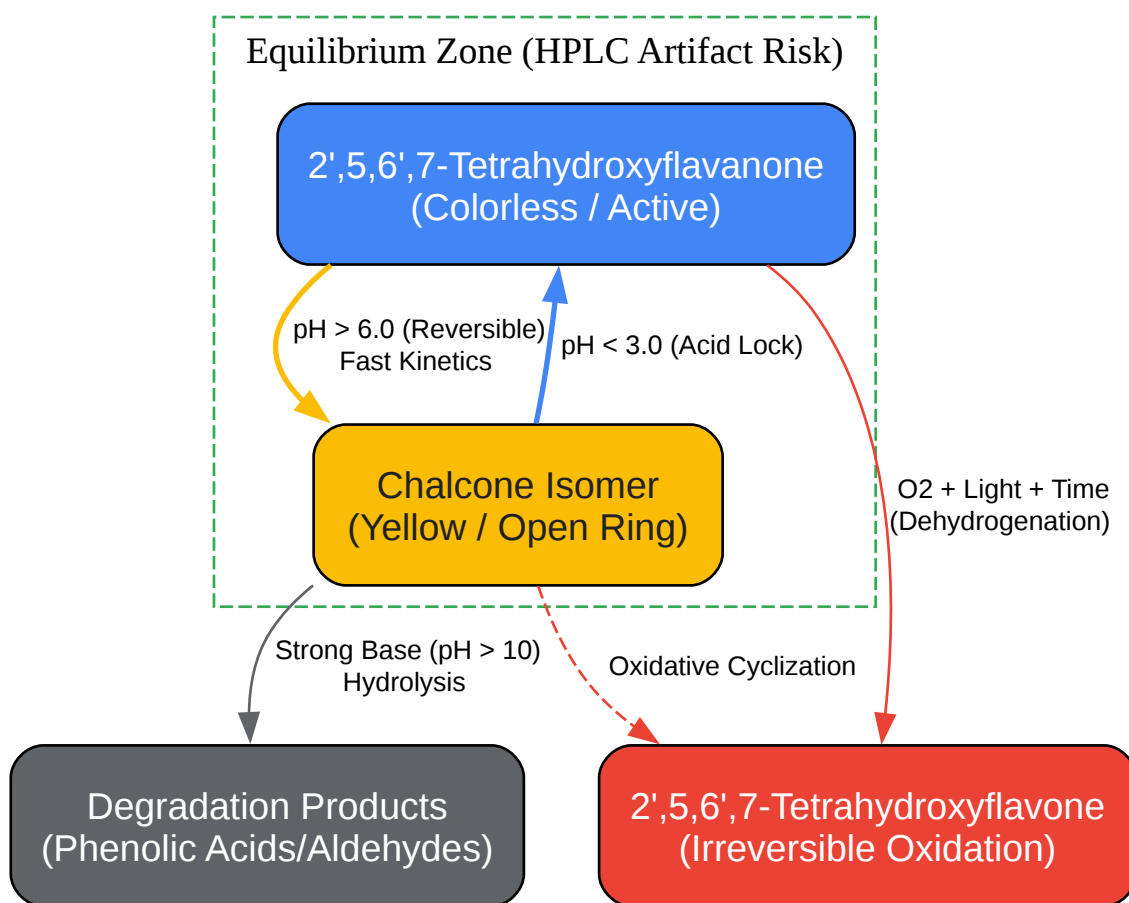 Equilibrium Zone (HPLC Artifact Risk)
2',5,6',7-Tetrahydroxyflavanone
(Colorless / Active)
pH > 6.0 (Reversible)
Fast Kinetics
pH < 3.0 (Acid Lock)
Chalcone Isomer
(Yellow / Open Ring)
O2 + Light + Time
(Dehydrogenation)
Strong Base (pH > 10)
Hydrolysis
Oxidative Cyclization
Degradation Products
(Phenolic Acids/Aldehydes)
2',5,6',7-Tetrahydroxyflavone
(Irreversible Oxidation)